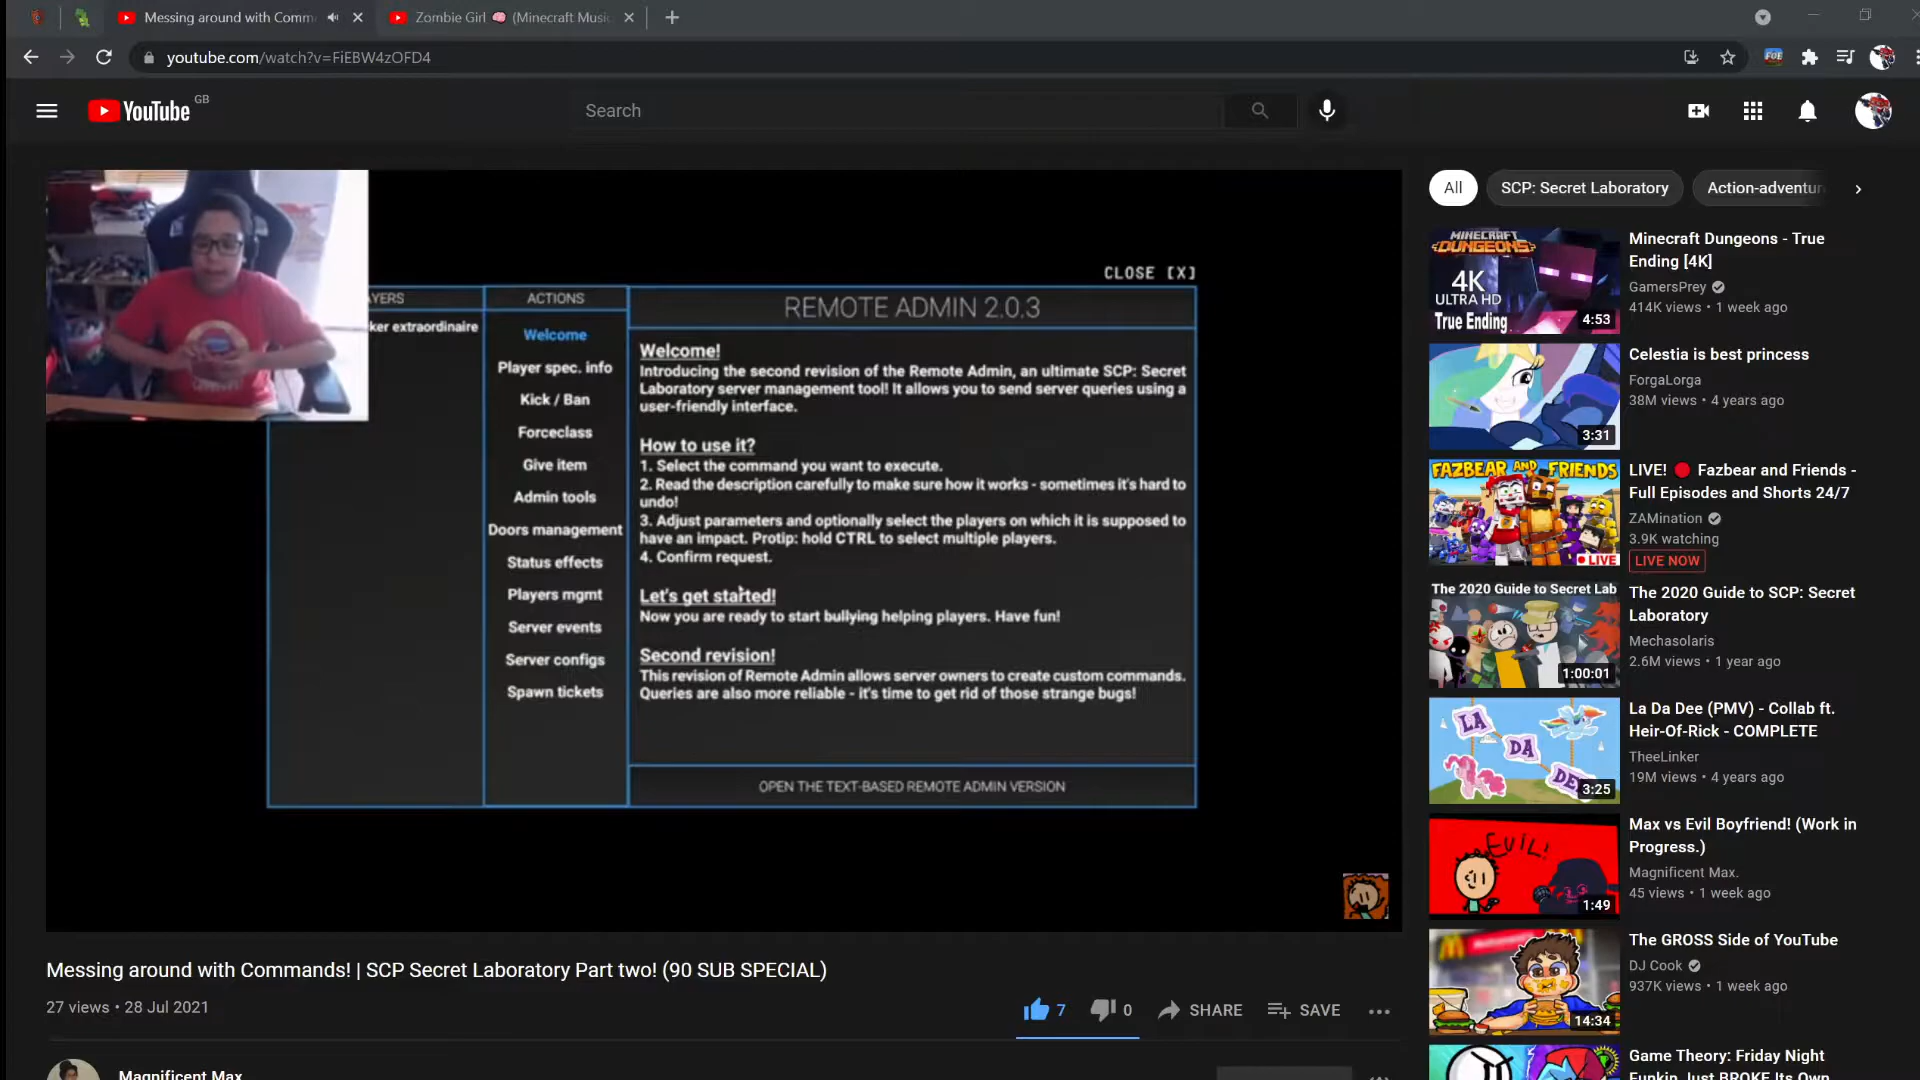 Messing around with Comm
Zombie Girl 🧠 (Minecraft Music
youtube.com/watch?v=FiEBW4zOFD4
YouTube GB
Search
All
SCP: Secret Laboratory
Action-adventur
CLOSE [X]
AYERS
ACTIONS
REMOTE ADMIN 2.0.3
ker extraordinaire
Welcome
Player spec. info
Kick / Ban
Forceclass
Give item
Admin tools
Doors management
Status effects
Players mgmt
Server events
Server configs
Spawn tickets
Welcome!
Introducing the second revision of the Remote Admin, an ultimate SCP: Secret
Laboratory server management tool! It allows you to send server queries using a
user-friendly interface.
How to use it?
1. Select the command you want to execute.
2. Read the description carefully to make sure how it works - sometimes it's hard to
undo!
3. Adjust parameters and optionally select the players on which it is supposed to
have an impact. Protip: hold CTRL to select multiple players.
4. Confirm request.
Let's get started!
Now you are ready to start bullying helping players. Have fun!
Second revision!
This revision of Remote Admin allows server owners to create custom commands.
Queries are also more reliable - it's time to get rid of those strange bugs!
OPEN THE TEXT-BASED REMOTE ADMIN VERSION
Messing around with Commands! | SCP Secret Laboratory Part two! (90 SUB SPECIAL)
27 views • 28 Jul 2021
7
0
SHARE
SAVE
Magnificent Max
MINECRAFT
DUNGEONS
4K
ULTRA HD
True Ending
4:53
Minecraft Dungeons - True
Ending [4K]
GamersPrey
414K views • 1 week ago
3:31
Celestia is best princess
ForgaLorga
38M views • 4 years ago
FAZBEAR AND FRIENDS
LIVE
LIVE! 🔴 Fazbear and Friends -
Full Episodes and Shorts 24/7
ZAMination
3.9K watching
LIVE NOW
The 2020 Guide to Secret Lab
1:00:01
The 2020 Guide to SCP: Secret
Laboratory
Mechasolaris
2.6M views • 1 year ago
LA
DA
DEE
3:25
La Da Dee (PMV) - Collab ft.
Heir-Of-Rick - COMPLETE
TheeLinker
19M views • 4 years ago
EVIL!
1:49
Max vs Evil Boyfriend! (Work in
Progress.)
Magnificent Max.
45 views • 1 week ago
14:34
The GROSS Side of YouTube
DJ Cook
937K views • 1 week ago
Game Theory: Friday Night
Funkin Just BROKE Its Own